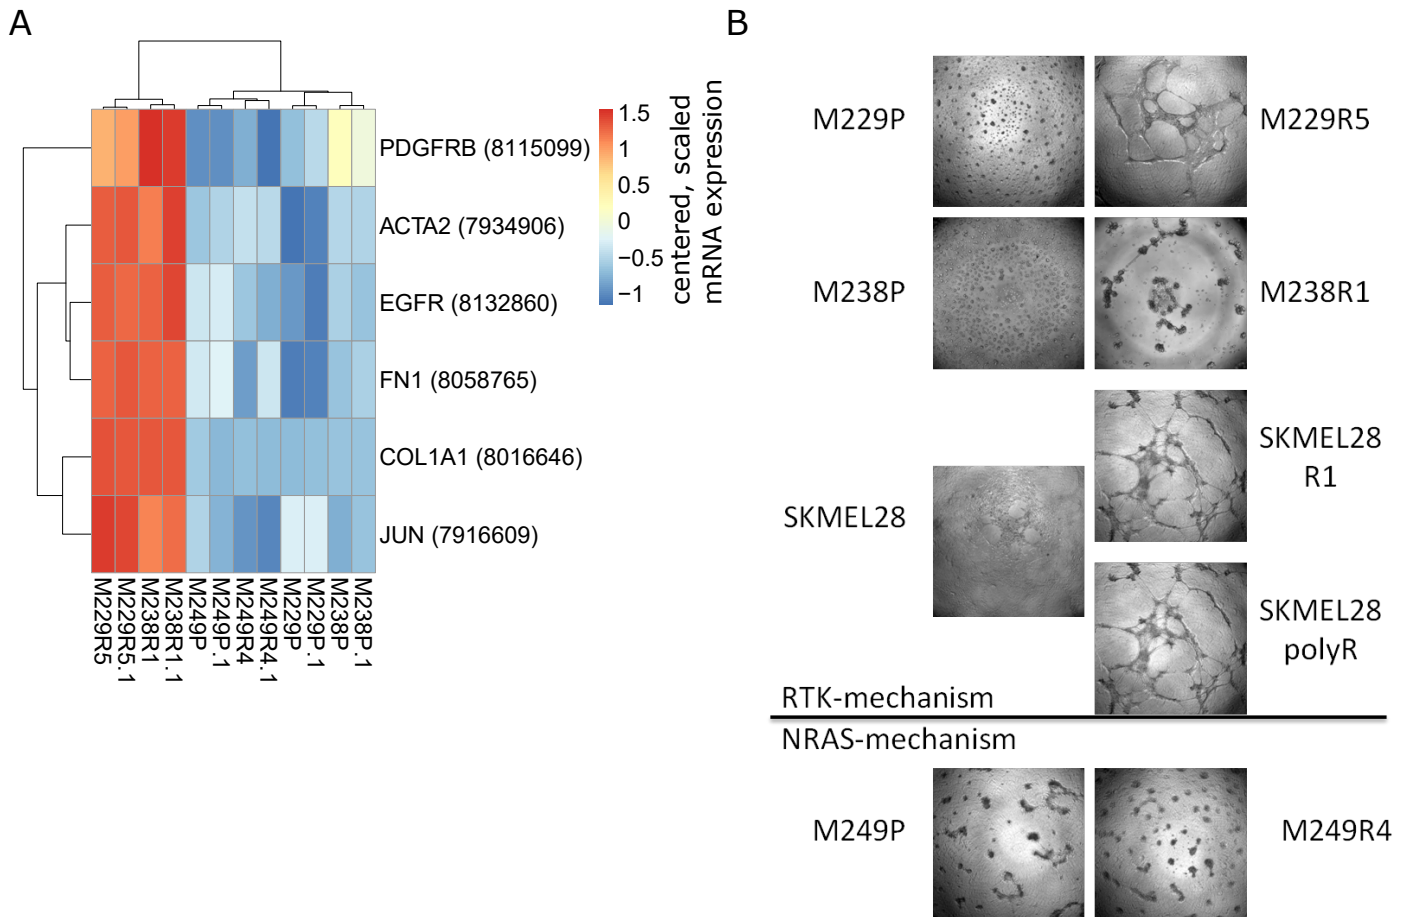 A
PDGFRB (8115099)
ACTA2 (7934906)
EGFR (8132860)
FN1 (8058765)
COL1A1 (8016646)
JUN (7916609)
1.5
1
0.5
0
−0.5
−1
centered, scaled
mRNA expression
M229R5
M229R5.1
M238R1
M238R1.1
M249P
M249P.1
M249R4
M249R4.1
M229P
M229P.1
M238P
M238P.1
B
M229P
M229R5
M238P
M238R1
SKMEL28
SKMEL28
R1
SKMEL28
polyR
RTK-mechanism
NRAS-mechanism
M249P
M249R4